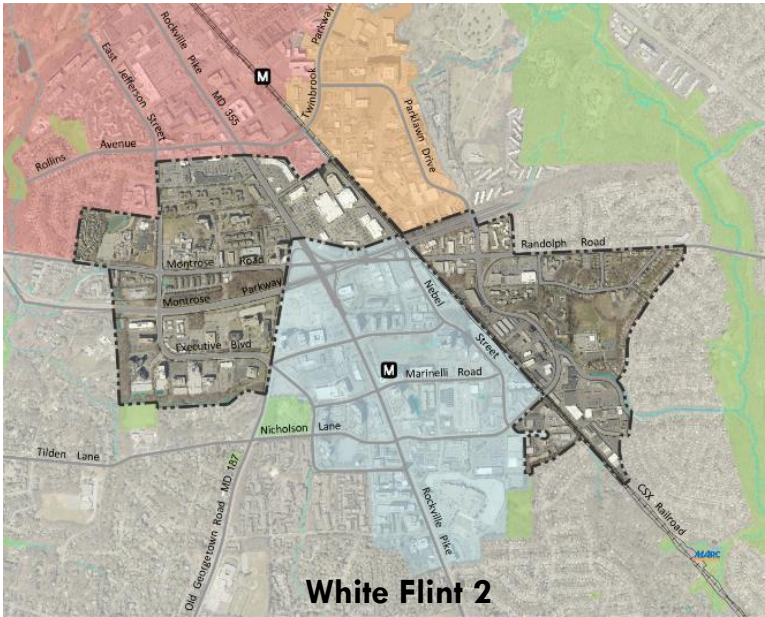 Rockville Pike
MD 355
East Jefferson Street
Twinbrook Parkway
M
Parklawn Drive
Rollins Avenue
Randolph Road
Montrose Road
Montrose Parkway
Nebel Street
Executive Blvd
M
Marinelli Road
Nicholson Lane
Tilden Lane
Old Georgetown Road MD 187
Rockville Pike
CSX Railroad
MARC
White Flint 2